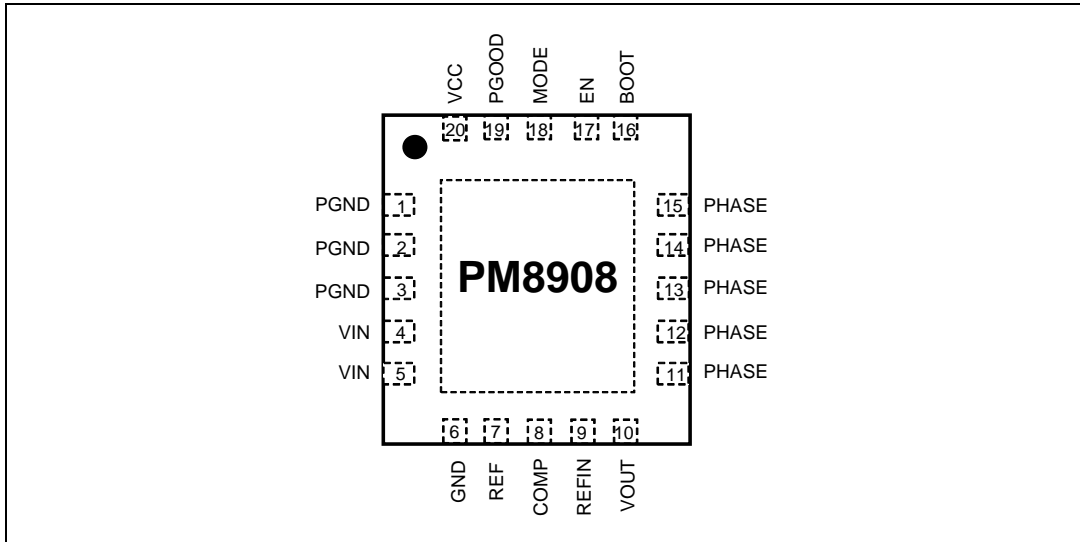 VCC
PGOOD
MODE
EN
BOOT
20
19
18
17
16
PGND 1
15 PHASE
PGND 2
14 PHASE
PM8908
PGND 3
13 PHASE
VIN 4
12 PHASE
VIN 5
11 PHASE
6
7
8
9
10
GND
REF
COMP
REFIN
VOUT